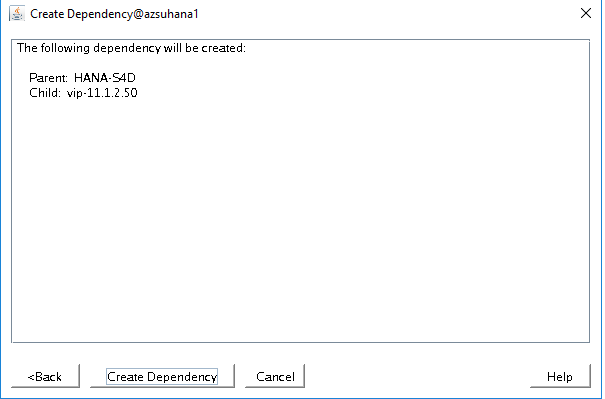 Create Dependency@azsuhana1
The following dependency will be created:
Parent: HANA-S4D
Child: vip-11.1.2.50
<Back
Create Dependency
Cancel
Help